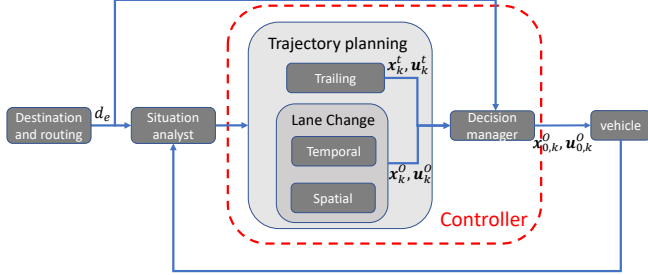 Trajectory planning
x_k^t, u_k^t
Trailing
Destination
and routing
d_e
Situation
analyst
Lane Change
Temporal
x_k^O, u_k^O
Spatial
Decision
manager
x_{0,k}^O, u_{0,k}^O
vehicle
Controller